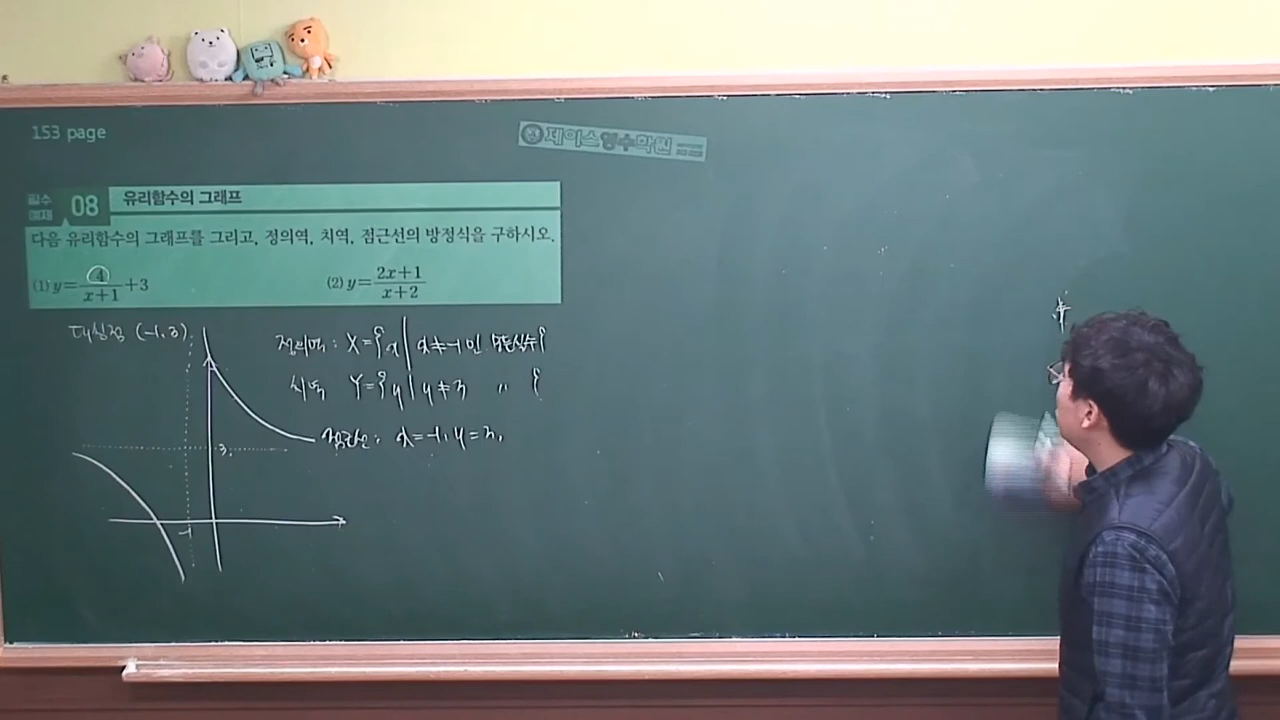 153 page
제이스영수학원
필수 예제 08 유리함수의 그래프
다음 유리함수의 그래프를 그리고, 정의역, 치역, 점근선의 방정식을 구하시오.
(1) y=4/(x+1)+3 (2) y=(2x+1)/(x+2)
대칭점 (-1, 3)
정의역 : X={x | x≠-1인 모든실수}
치역 Y={y | y≠3 〃 }
점근선 : x=-1, y=3.
3
-1